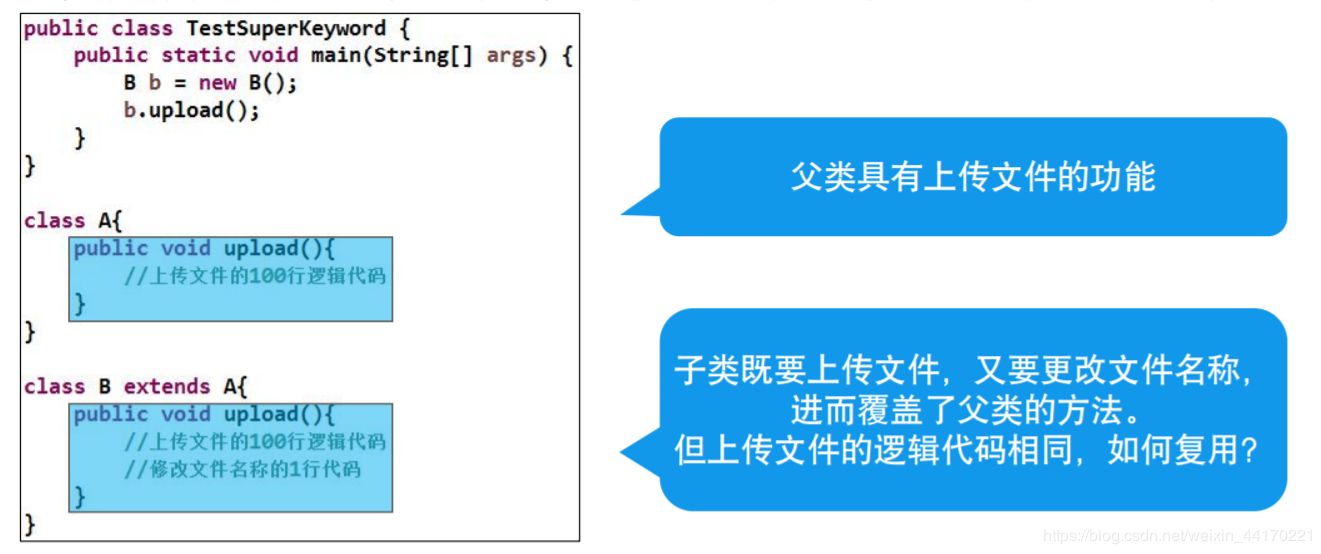 public class TestSuperKeyword {
public static void main(String[] args) {
B b = new B();
b.upload();
}
}
class A{
public void upload(){
//上传文件的100行逻辑代码
}
}
class B extends A{
public void upload(){
//上传文件的100行逻辑代码
//修改文件名称的1行代码
}
}
父类具有上传文件的功能
子类既要上传文件，又要更改文件名称，
进而覆盖了父类的方法。
但上传文件的逻辑代码相同，如何复用？
https://blog.csdn.net/weixin_44170221